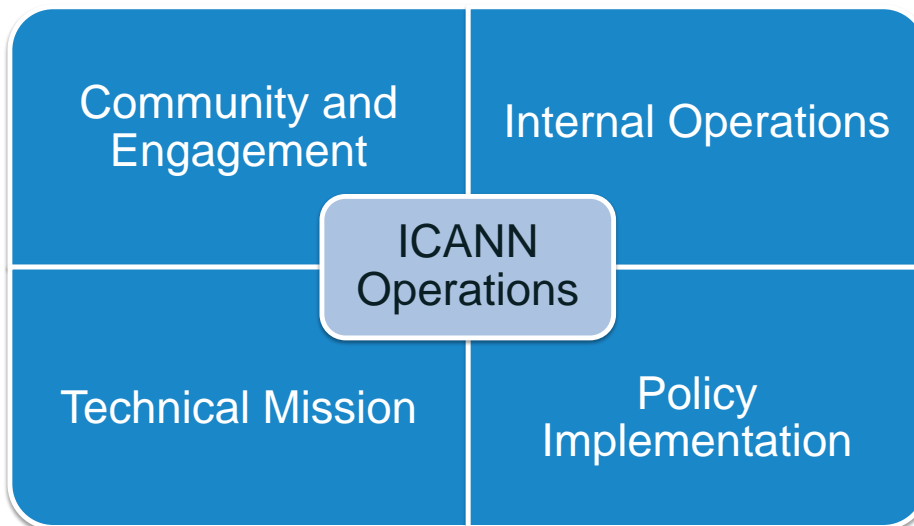 Community and
Engagement
Internal Operations
ICANN
Operations
Technical Mission
Policy
Implementation